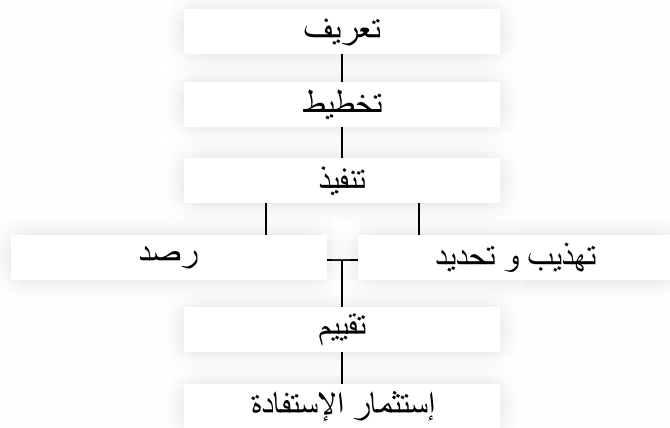 تعريف
تخطيط
تنفيذ
تهذيب و تحديد
رصد
تقييم
إستثمار الإستفادة